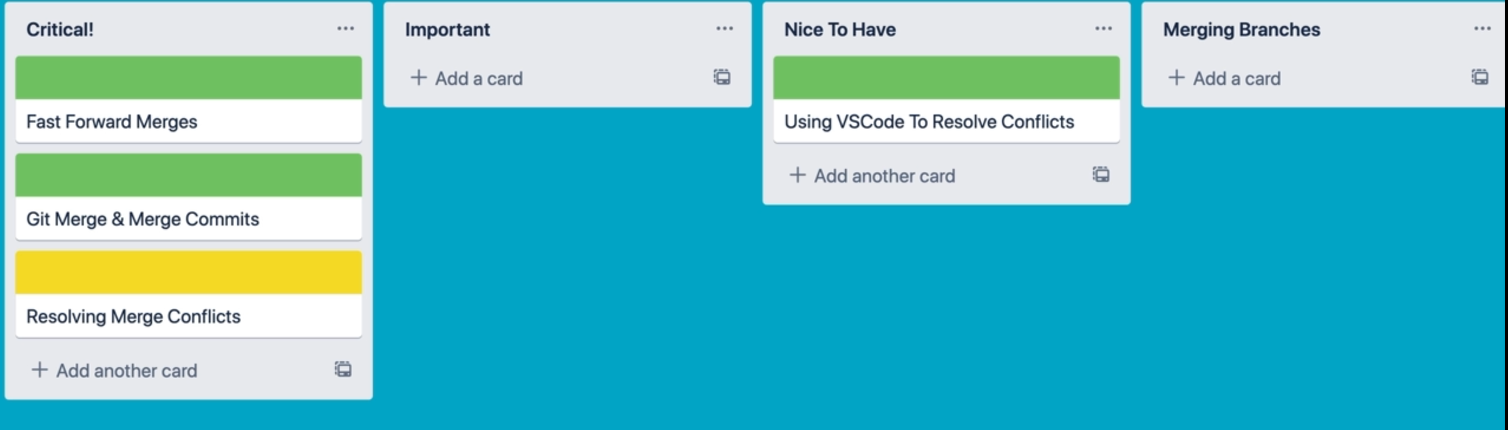 Critical!
Fast Forward Merges
Git Merge & Merge Commits
Resolving Merge Conflicts
+ Add another card
Important
+ Add a card
Nice To Have
Using VSCode To Resolve Conflicts
+ Add another card
Merging Branches
+ Add a card